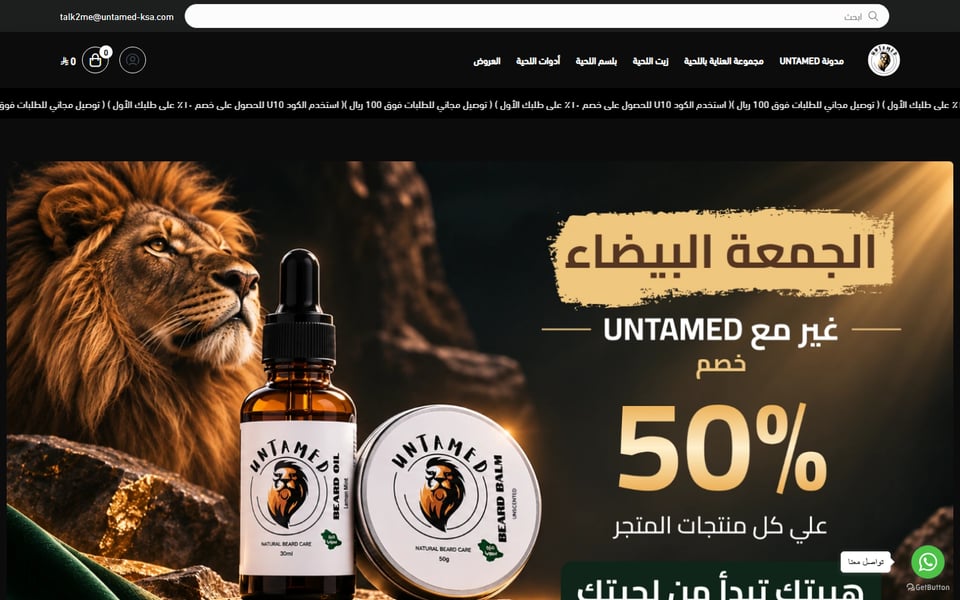 talk2me@untamed-ksa.com
ابحث
0
0
مدونة UNTAMED
مجموعة العناية باللحية
زيت اللحية
بلسم اللحية
أدوات اللحية
العروض
UNTAMED
٪ على طلبك الأول ) ( توصيل مجاني للطلبات فوق 100 ريال )( استخدم الكود U10 للحصول على خصم ١٠٪ على طلبك الأول ) ( توصيل مجاني للطلبات فوق 100 ريال )( استخدم الكود U10 للحصول على خصم ١٠٪ على طلبك الأول ) ( توصيل مجاني للطلبات فوق
الجمعة البيضاء
غير مع UNTAMED
خصم
50%
علي كل منتجات المتجر
هيبتك تبدأ من لحيتك
UNTAMED
BEARD OIL
Lemon Mint
NATURAL BEARD CARE
30ml
UNTAMED
BEARD BALM
UNSCENTED
NATURAL BEARD CARE
50g
تواصل معنا
GetButton